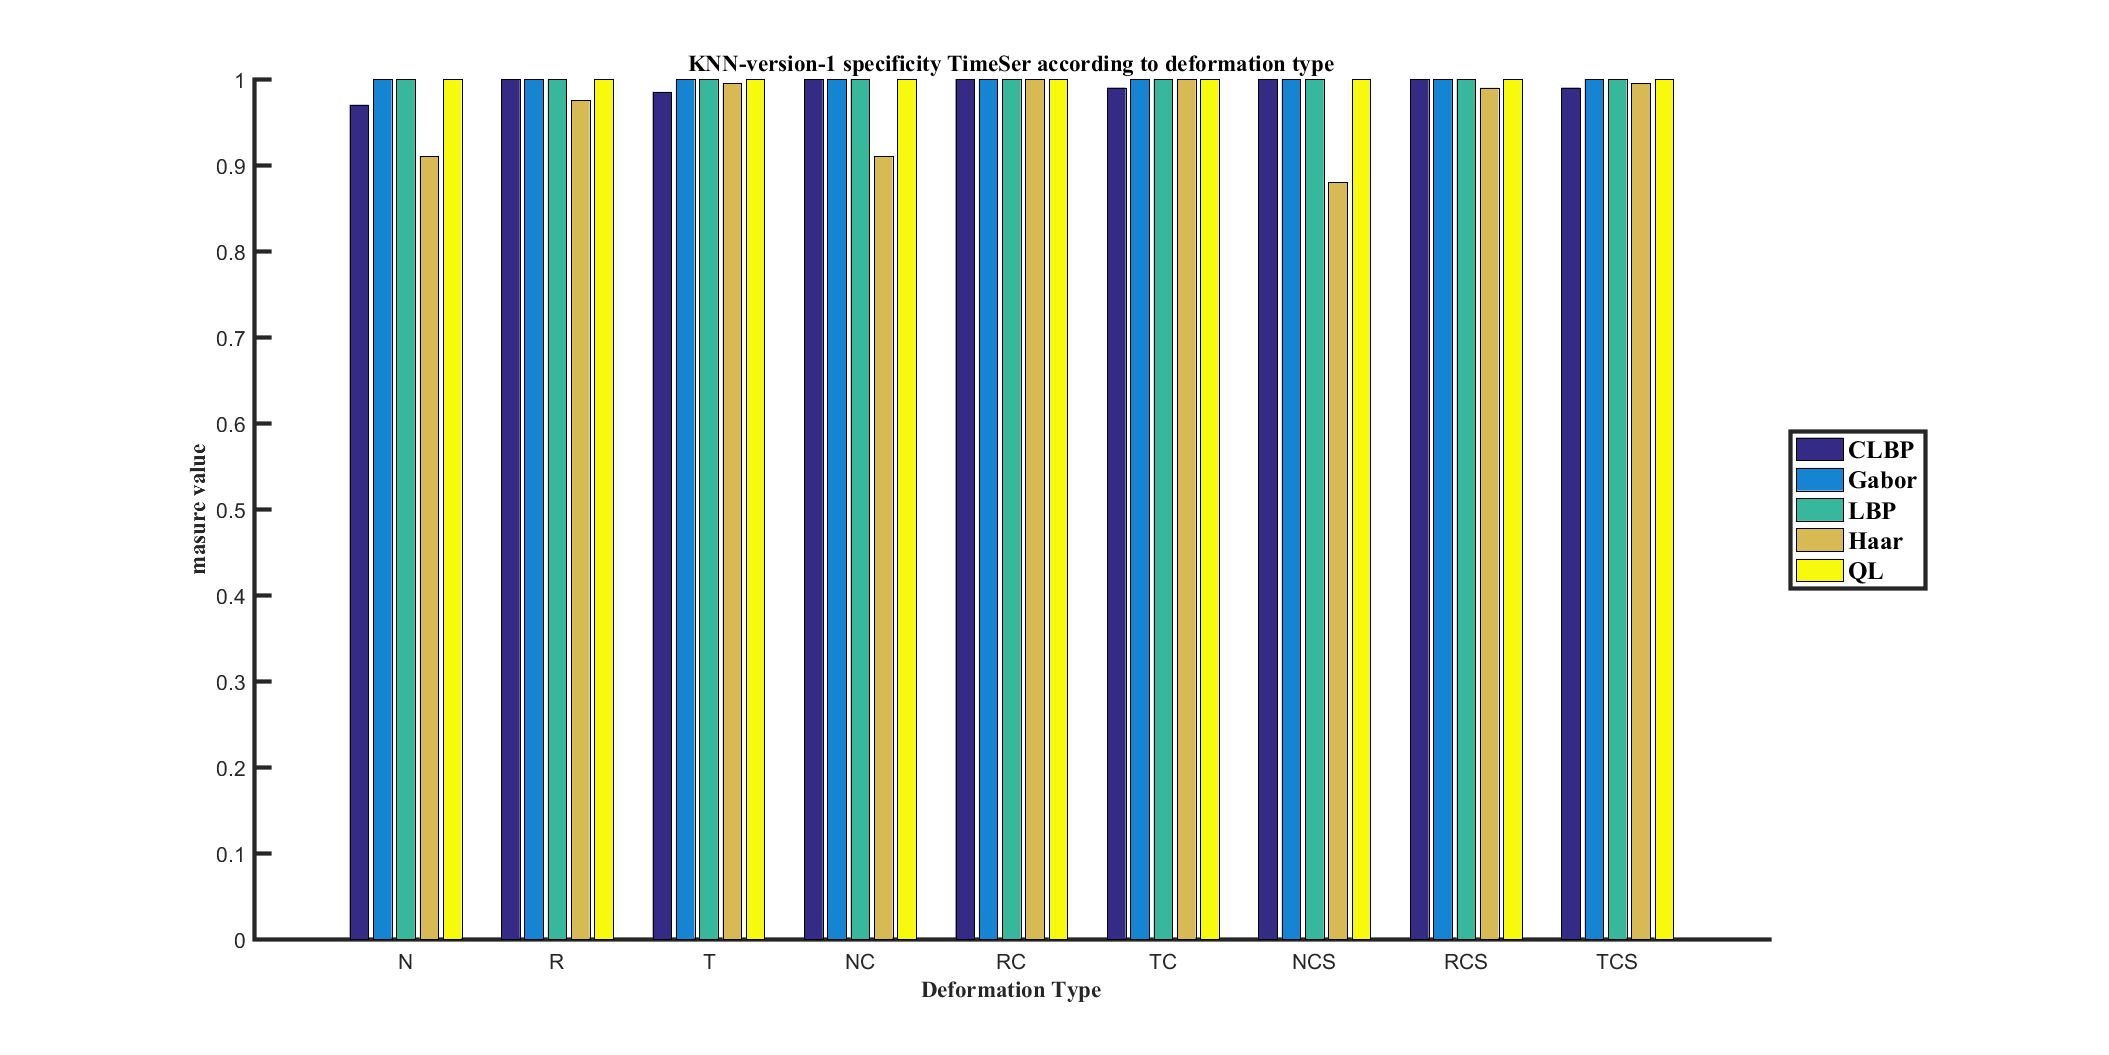 KNN-version-1 specificity TimeSer according to deformation type
1
0.9
0.8
0.7
0.6
0.5
0.4
0.3
0.2
0.1
0
masure value
N R T NC RC TC NCS RCS TCS
Deformation Type
CLBP
Gabor
LBP
Haar
QL